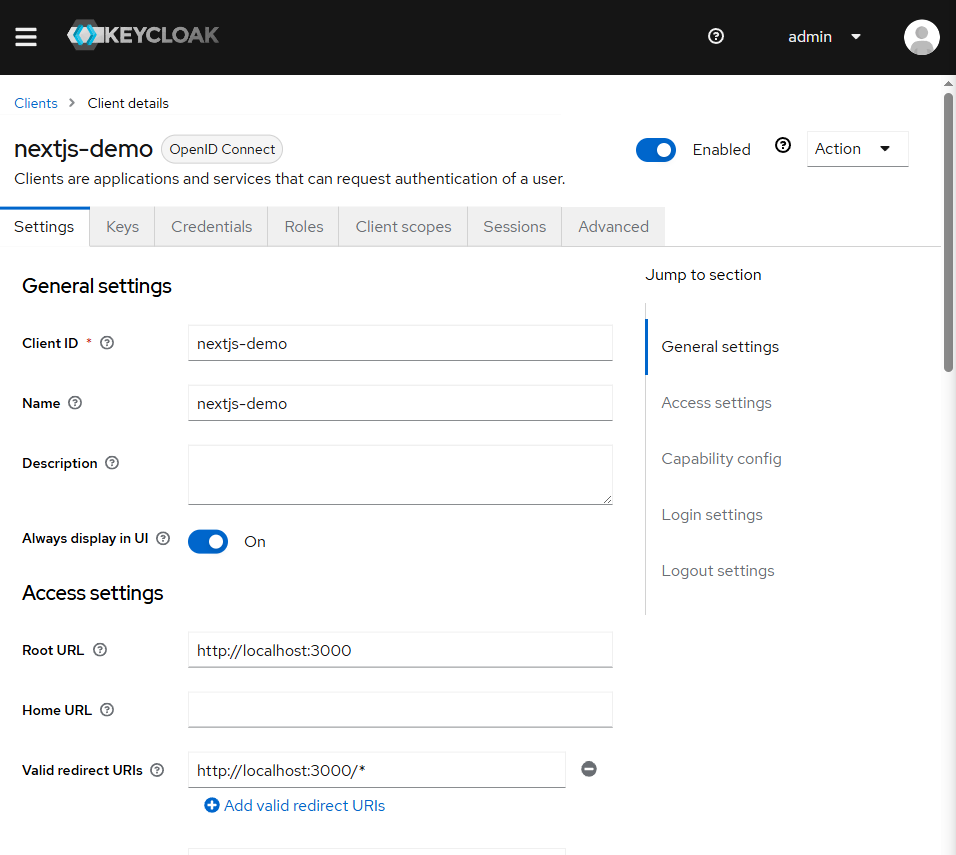 KEYCLOAK
admin
Clients > Client details
nextjs-demo OpenID Connect
Enabled
Action
Clients are applications and services that can request authentication of a user.
Settings Keys Credentials Roles Client scopes Sessions Advanced
General settings
Jump to section
Client ID * nextjs-demo
General settings
Name nextjs-demo
Access settings
Description
Capability config
Login settings
Always display in UI On
Logout settings
Access settings
Root URL http://localhost:3000
Home URL
Valid redirect URIs http://localhost:3000/*
Add valid redirect URIs